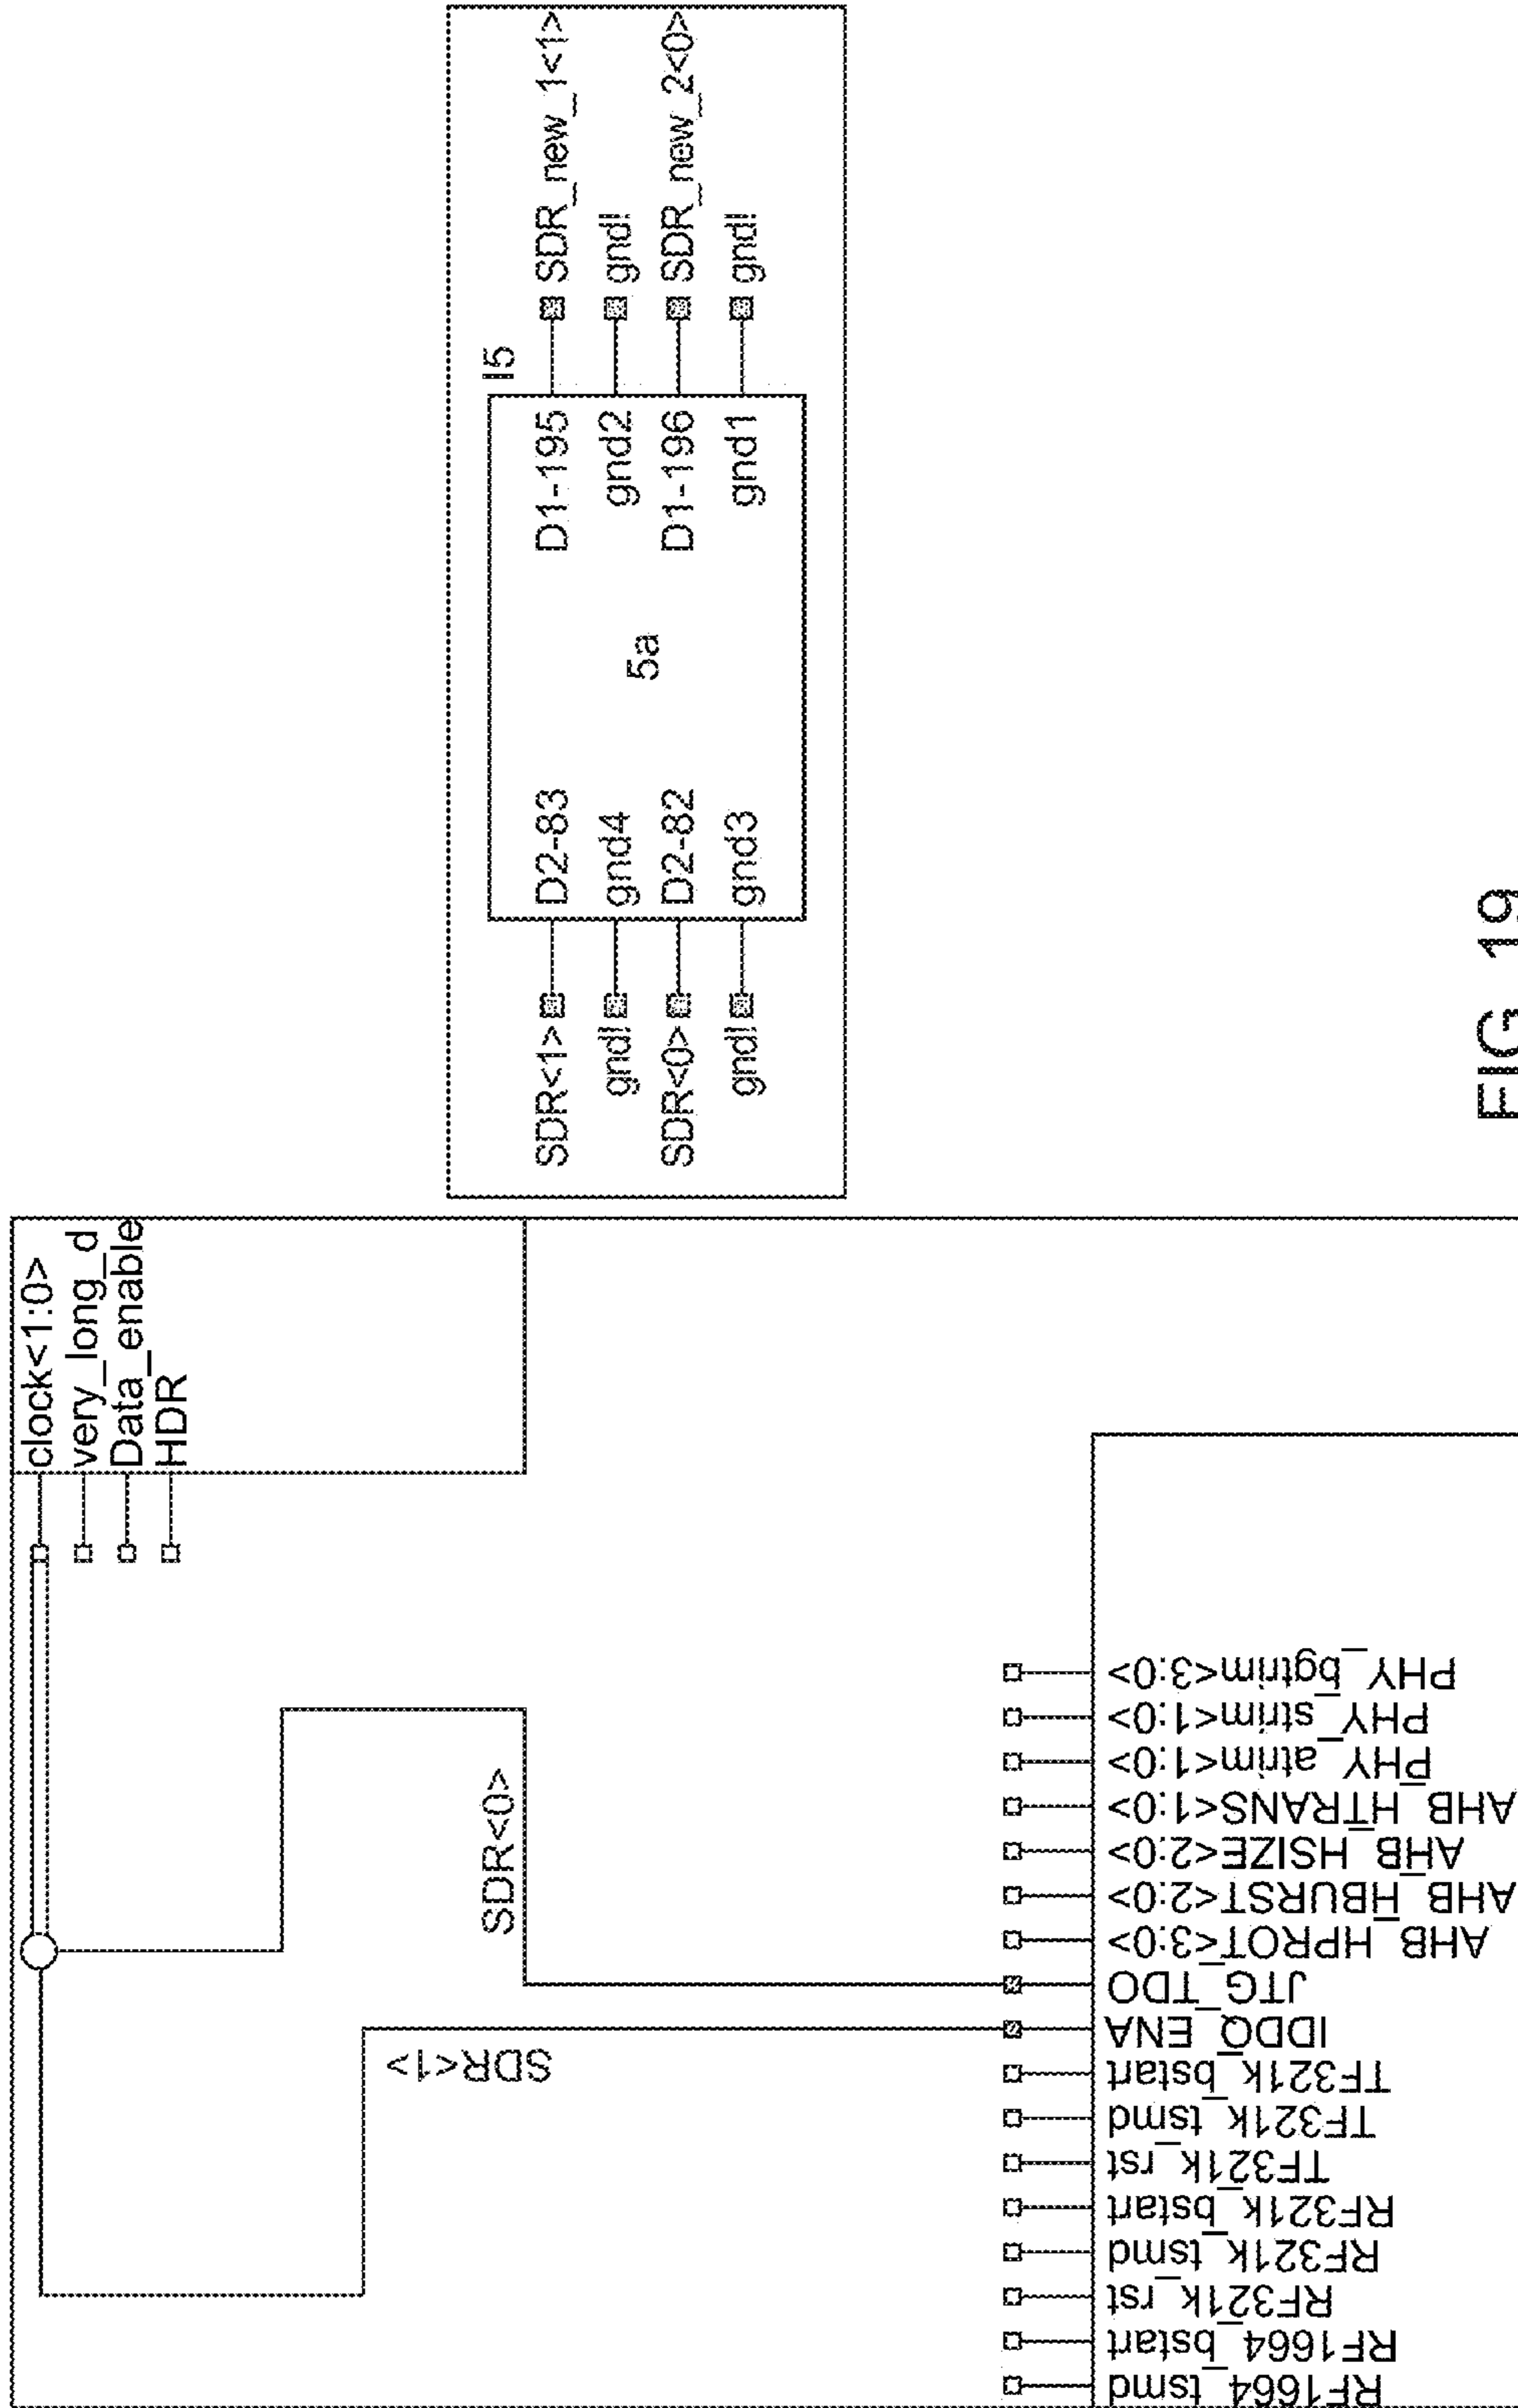 clock<1:0>
very_long_d
Data_enable
HDR
SDR<0>
SDR<1>
RF1664_tsmd
RF1664_bstart
RF321k_rst
RF321k_tsmd
RF321k_bstart
TF321k_rst
TF321k_tsmd
TF321k_bstart
IDDQ_ENA
JTG_TDO
AHB_HPROT<3:0>
AHB_HBURST<2:0>
AHB_HSIZE<2:0>
AHB_HTRANS<1:0>
PHY_atrim<1:0>
PHY_strim<1:0>
PHY_bgtrim<3:0>
I5
SDR<1> D2-83 D1-195 SDR_new_1<1>
gnd! gnd4 gnd2 gnd!
5a
SDR<0> D2-82 D1-196 SDR_new_2<0>
gnd! gnd3 gnd1 gnd!
FIG 19